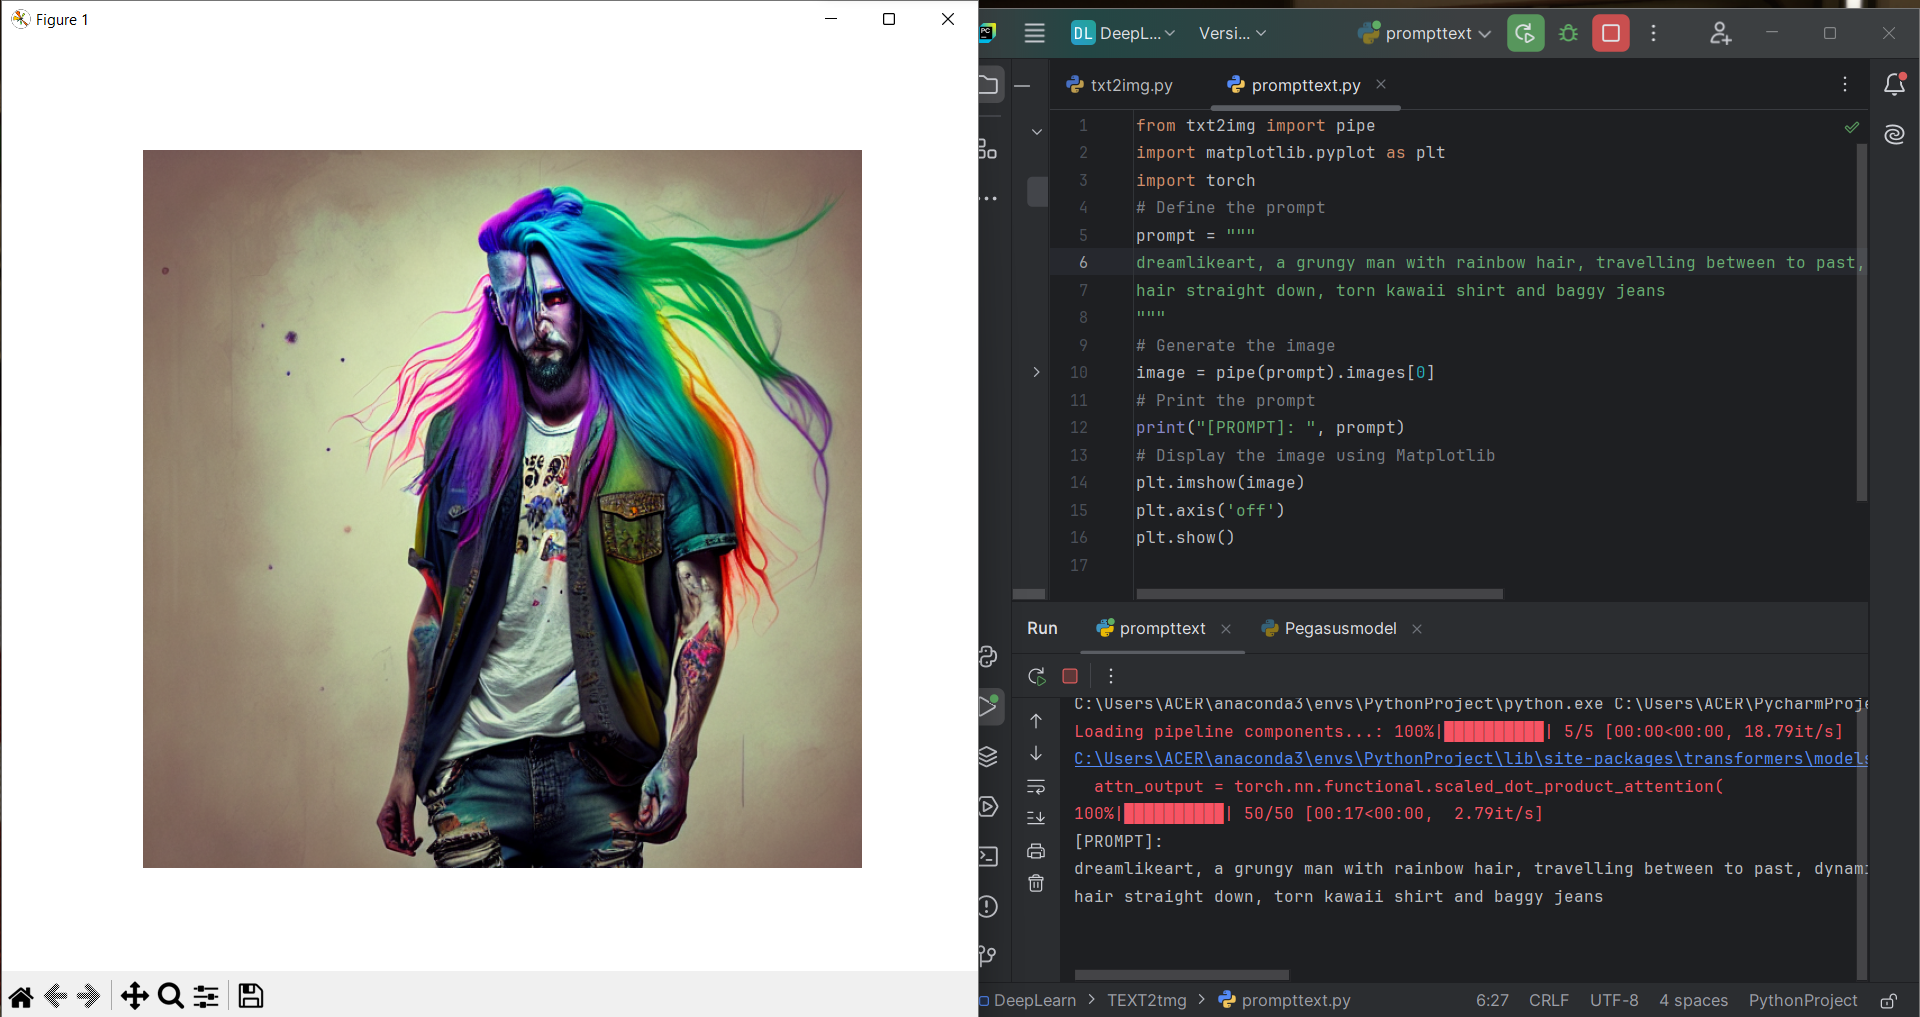 Figure 1
PC
DL DeepL...
Versi...
prompttext
txt2img.py
prompttext.py
1 from txt2img import pipe
2 import matplotlib.pyplot as plt
3 import torch
4 # Define the prompt
5 prompt = """
6 dreamlikeart, a grungy man with rainbow hair, travelling between to past,
7 hair straight down, torn kawaii shirt and baggy jeans
8 """
9 # Generate the image
10 image = pipe(prompt).images[0]
11 # Print the prompt
12 print("[PROMPT]: ", prompt)
13 # Display the image using Matplotlib
14 plt.imshow(image)
15 plt.axis('off')
16 plt.show()
17
Run prompttext Pegasusmodel
C:\Users\ACER\anaconda3\envs\PythonProject\python.exe C:\Users\ACER\PycharmProje
Loading pipeline components...: 100%|██████████| 5/5 [00:00<00:00, 18.79it/s]
C:\Users\ACER\anaconda3\envs\PythonProject\lib\site-packages\transformers\models
attn_output = torch.nn.functional.scaled_dot_product_attention(
100%|██████████| 50/50 [00:17<00:00, 2.79it/s]
[PROMPT]:
dreamlikeart, a grungy man with rainbow hair, travelling between to past, dynami
hair straight down, torn kawaii shirt and baggy jeans
DeepLearn > TEXT2tmg > prompttext.py 6:27 CRLF UTF-8 4 spaces PythonProject